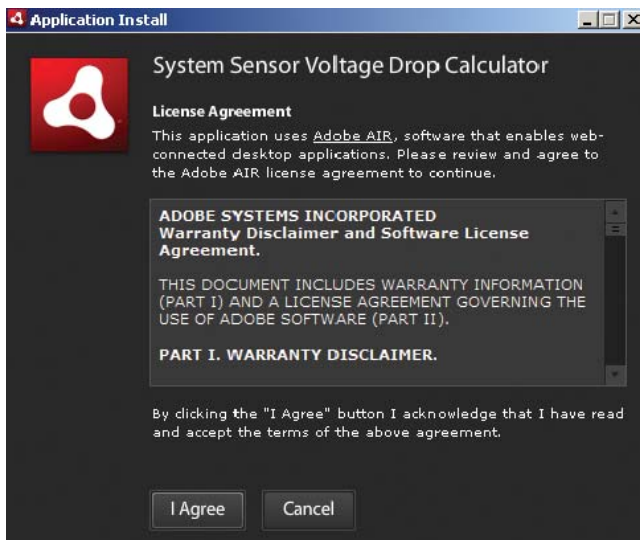 Application Install
System Sensor Voltage Drop Calculator
License Agreement
This application uses Adobe AIR, software that enables web-
connected desktop applications. Please review and agree to
the Adobe AIR license agreement to continue.
ADOBE SYSTEMS INCORPORATED
Warranty Disclaimer and Software License
Agreement.
THIS DOCUMENT INCLUDES WARRANTY INFORMATION
(PART I) AND A LICENSE AGREEMENT GOVERNING THE
USE OF ADOBE SOFTWARE (PART II).
PART I. WARRANTY DISCLAIMER.
By clicking the "I Agree" button I acknowledge that I have read
and accept the terms of the above agreement.
I Agree Cancel